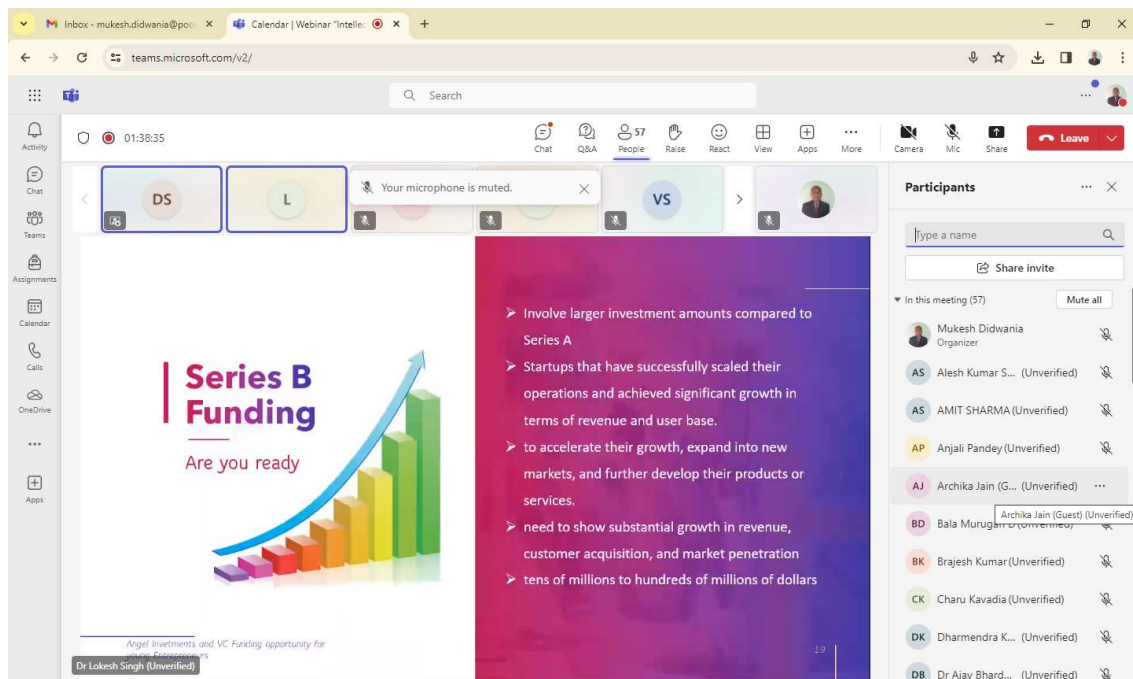 Inbox - mukesh.didwania@poo
Calendar | Webinar "Intellec
teams.microsoft.com/v2/
Search
01:38:35
57
Chat
Q&A
People
Raise
React
View
Apps
More
Camera
Mic
Share
Leave
Activity
Chat
Teams
Assignments
Calendar
Calls
OneDrive
Apps
DS
L
Your microphone is muted.
VS
Series B
Funding
Are you ready
Angel Invetments and VC Funding opportunity for
young Entrepreneurs
Dr Lokesh Singh (Unverified)
➢ Involve larger investment amounts compared to
Series A
➢ Startups that have successfully scaled their
operations and achieved significant growth in
terms of revenue and user base.
➢ to accelerate their growth, expand into new
markets, and further develop their products or
services.
➢ need to show substantial growth in revenue,
customer acquisition, and market penetration
➢ tens of millions to hundreds of millions of dollars
19
Participants
Type a name
Share invite
In this meeting (57)
Mute all
Mukesh Didwania
Organizer
AS Alesh Kumar S... (Unverified)
AS AMIT SHARMA (Unverified)
AP Anjali Pandey (Unverified)
AJ Archika Jain (G... (Unverified)
Archika Jain (Guest) (Unverified)
BD Bala Murugan D (Unverified)
BK Brajesh Kumar (Unverified)
CK Charu Kavadia (Unverified)
DK Dharmendra K... (Unverified)
DB Dr Ajay Bhard... (Unverified)